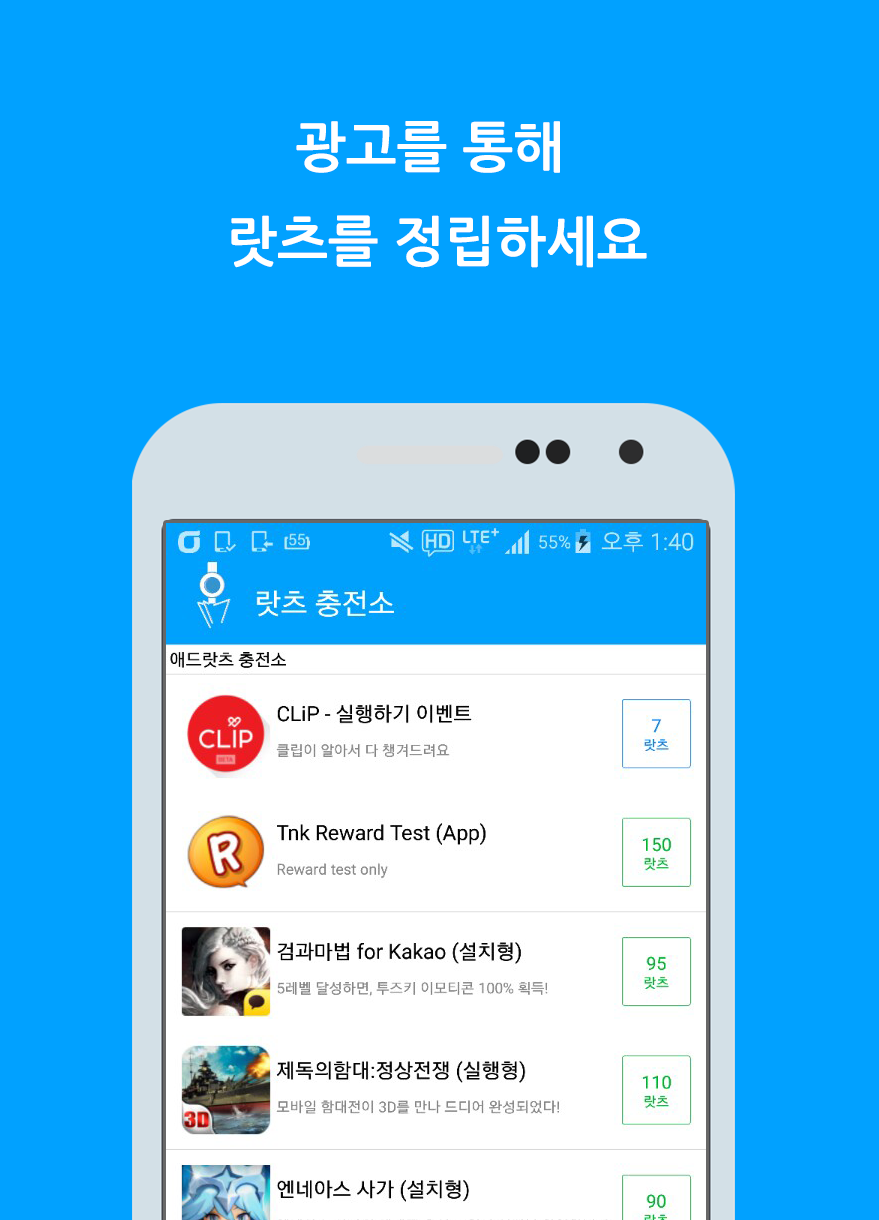 광고를 통해
랏츠를 정립하세요
55
HD LTE+ 55% 오후 1:40
랏츠 충전소
애드랏츠 충전소
CLiP
BETA
CLiP - 실행하기 이벤트
클립이 알아서 다 챙겨드려요
7
랏츠
R
Tnk Reward Test (App)
Reward test only
150
랏츠
검과마법 for Kakao (설치형)
5레벨 달성하면, 투즈키 이모티콘 100% 획득!
95
랏츠
3D
제독의함대:정상전쟁 (실행형)
모바일 함대전이 3D를 만나 드디어 완성되었다!
110
랏츠
엔네아스 사가 (설치형)
90
랏츠